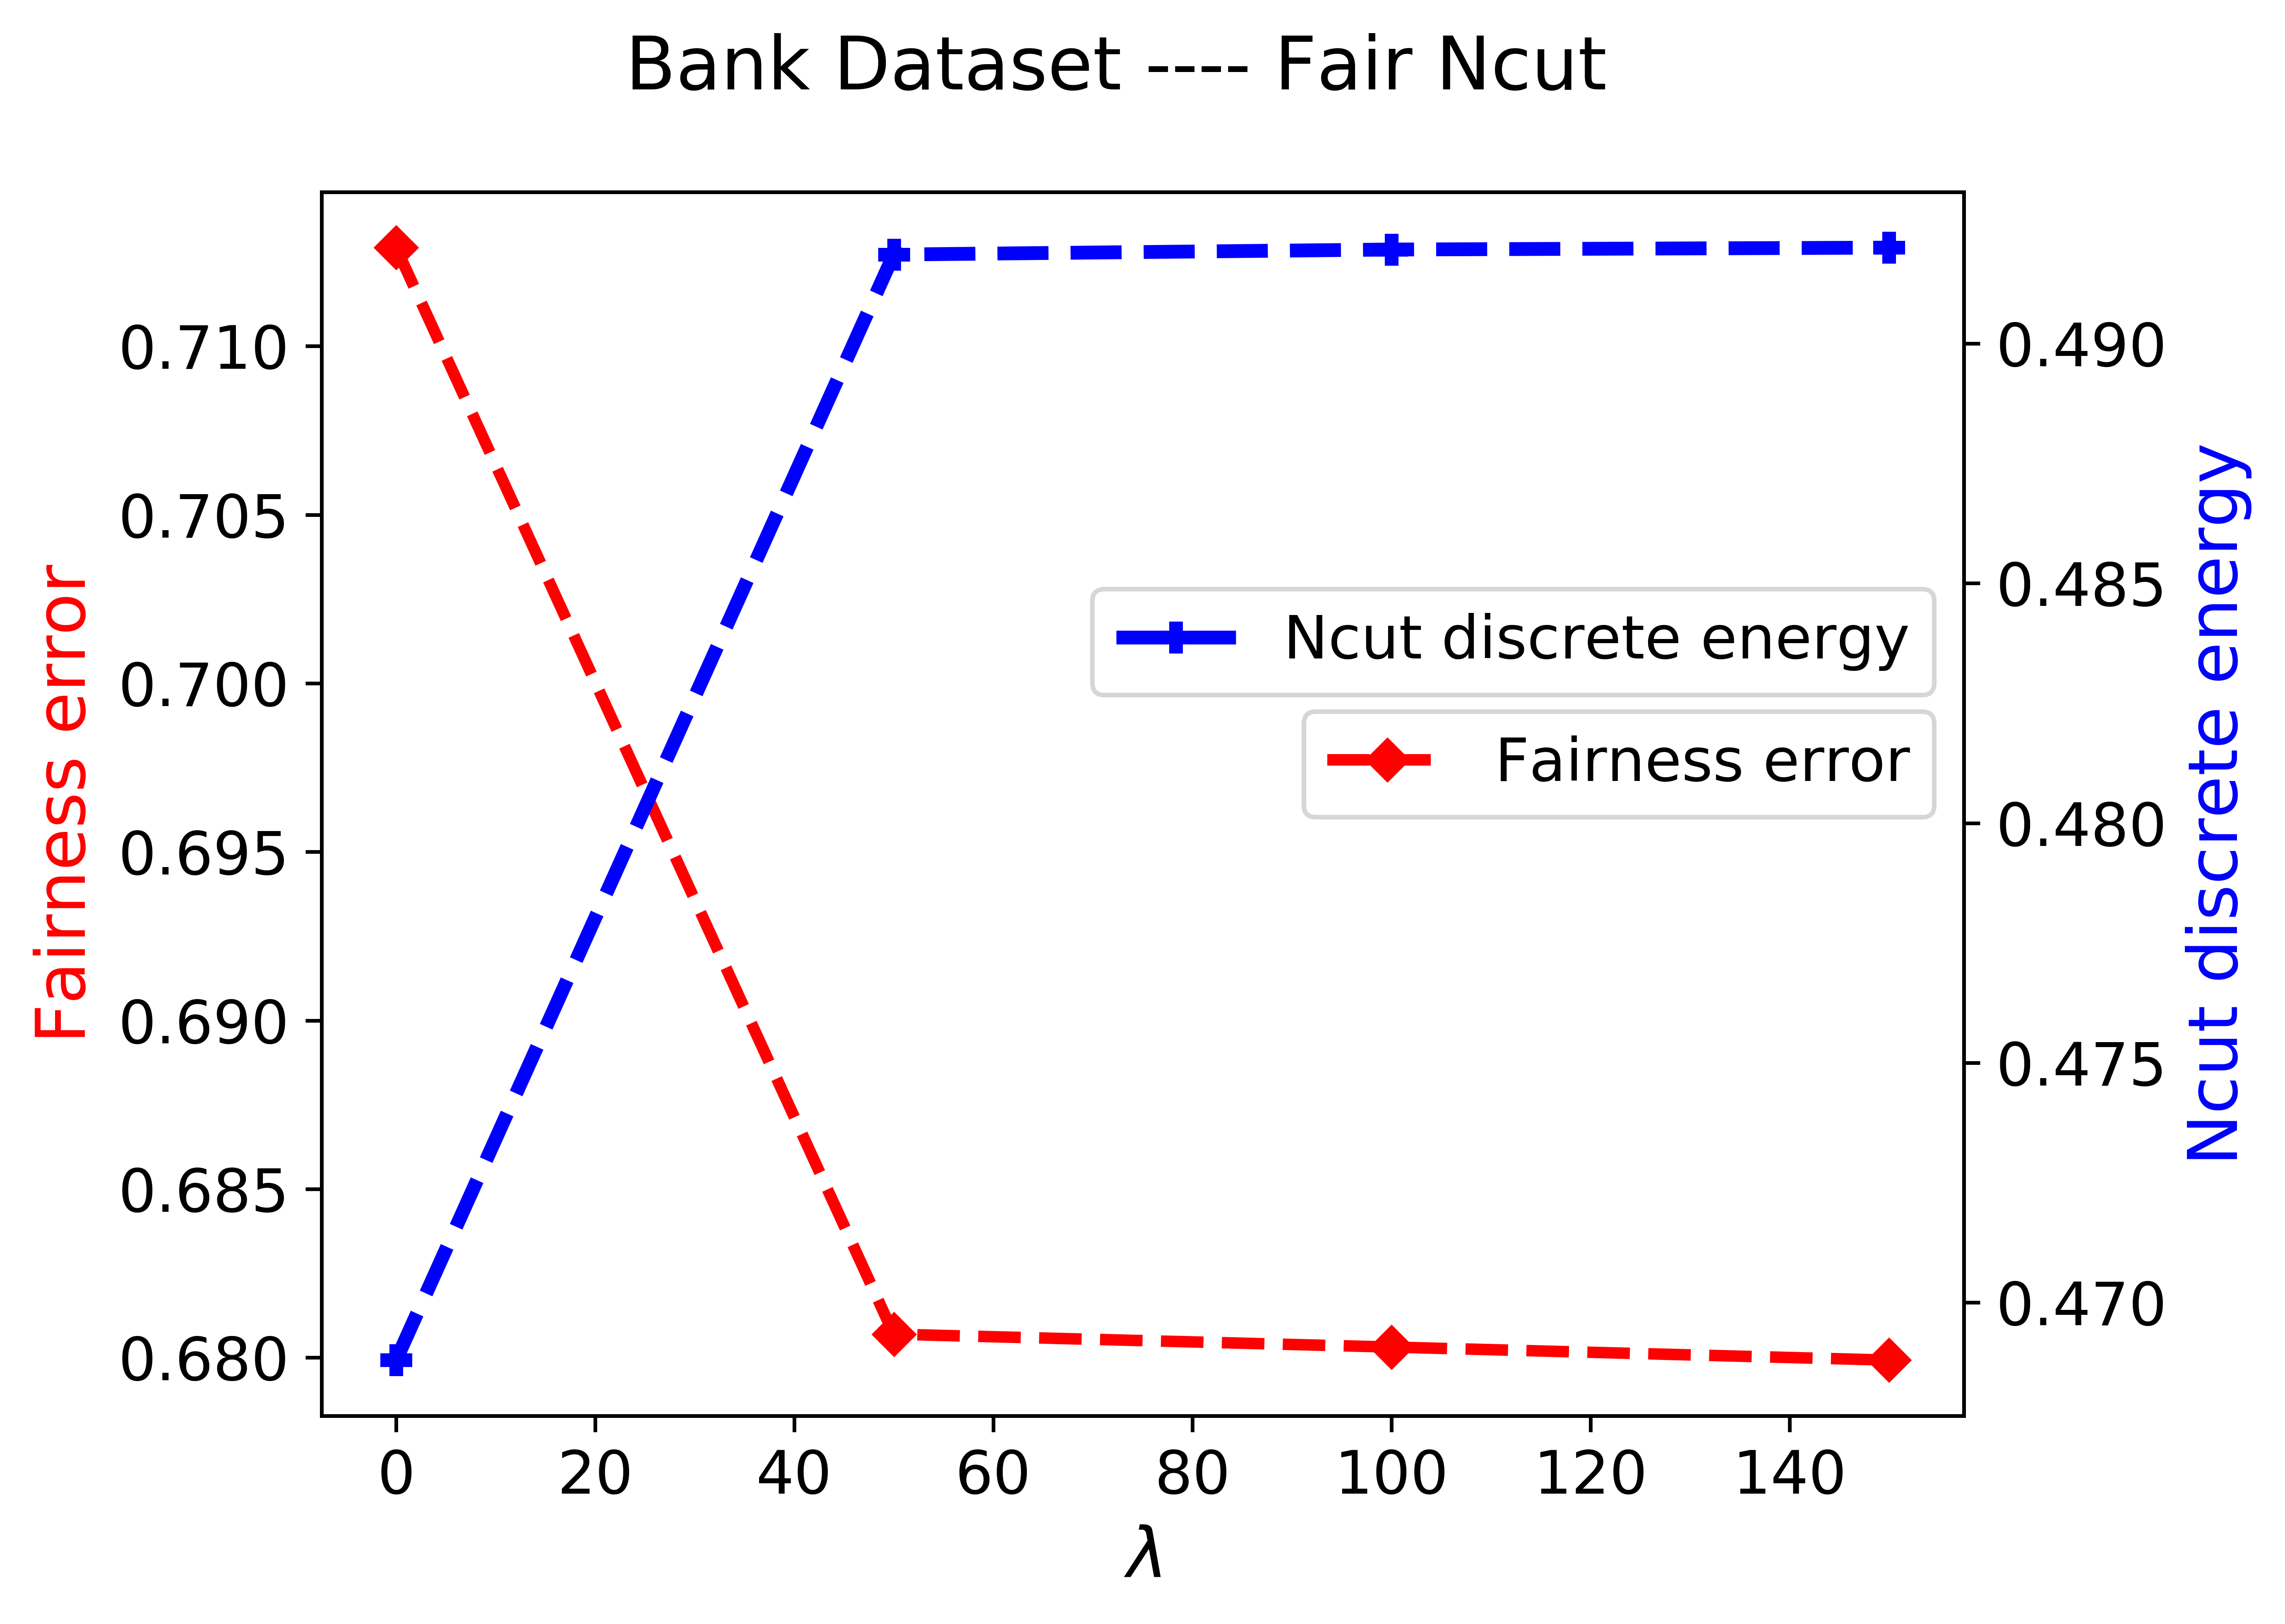 Bank Dataset ---- Fair Ncut
Fairness error
0.710
0.705
0.700
0.695
0.690
0.685
0.680
Ncut discrete energy
Fairness error
0.490
0.485
0.480
0.475
0.470
Ncut discrete energy
0 20 40 60 80 100 120 140
λ